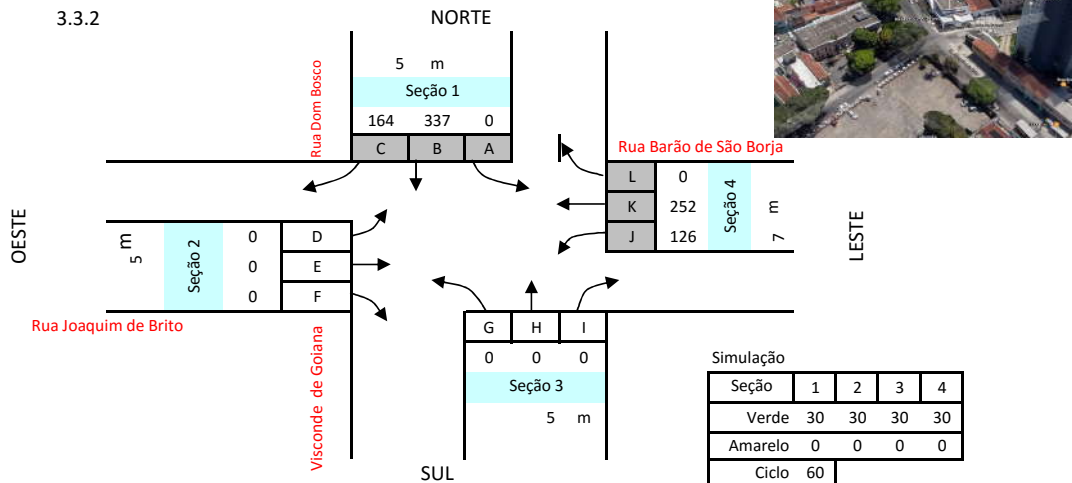 3.3.2
NORTE
Rua Dom Bosco
5 m
Seção 1
164 337 0
C B A
Rua Barão de São Borja
L 0
K 252
J 126
Seção 4
7 m
LESTE
OESTE
5 m
Seção 2
0 D
0 E
0 F
Rua Joaquim de Brito
Visconde de Goiana
G H I
0 0 0
Seção 3
5 m
SUL
Simulação
Seção 1 2 3 4
Verde 30 30 30 30
Amarelo 0 0 0 0
Ciclo 60